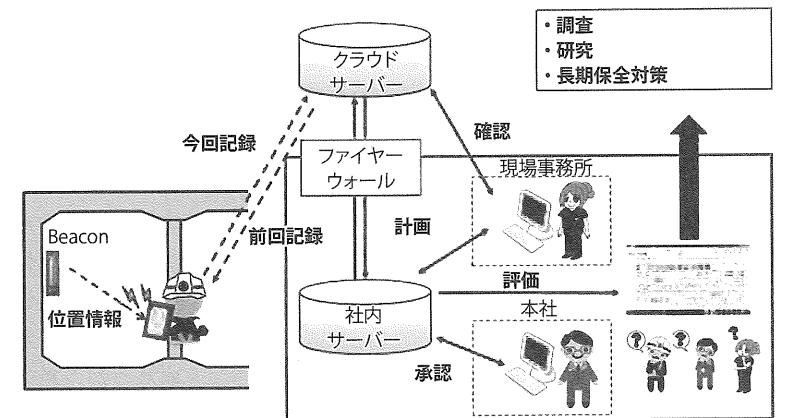 クラウド
サーバー
・調査
・研究
・長期保全対策
今回記録
確認
ファイヤー
ウォール
現場事務所
Beacon
前回記録
計画
位置情報
評価
社内
サーバー
本社
承認
?
?
?